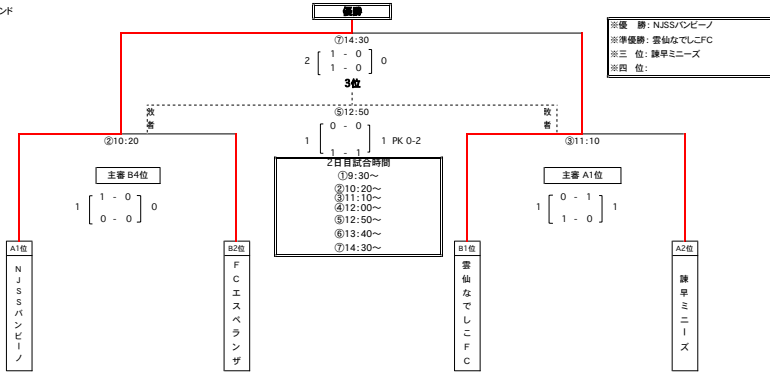 ンド
優勝
※優　勝: NJSSバンビーノ
※準優勝: 雲仙なでしこFC
※三　位: 諫早ミニーズ
※四　位:
⑦14:30
2 [ 1 - 0 ] 0
1 - 0
3位
敗者
⑤12:50
敗者
0 - 0
1 [ ] 1 PK 0-2
1 - 1
②10:20
③11:10
2日目試合時間
①9:30〜
②10:20〜
③11:10〜
④12:00〜
⑤12:50〜
⑥13:40〜
⑦14:30〜
主審 B4位
1 - 0
1 [ ] 0
0 - 0
主審 A1位
0 - 1
1 [ ] 1
1 - 0
A1位
NJSSバンビーノ
B2位
FCエスペランザ
B1位
雲仙なでしこFC
A2位
諫早ミニーズ